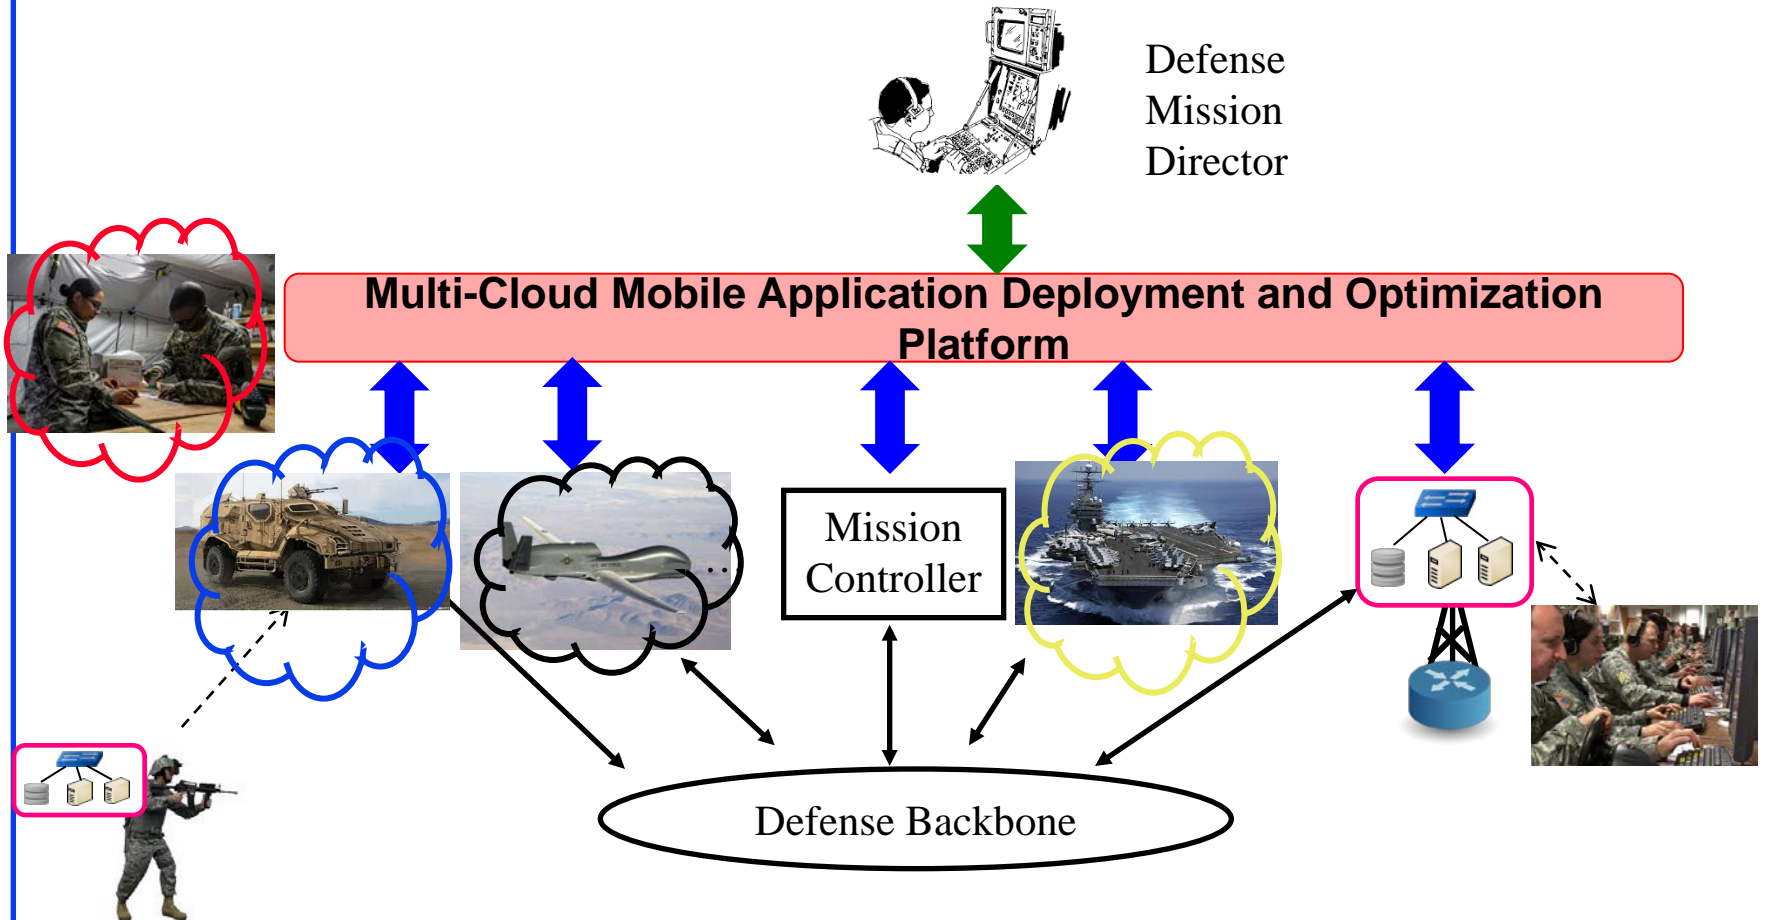 Defense
Mission
Director
Multi-Cloud Mobile Application Deployment and Optimization
Platform
Mission
Controller
...
Defense Backbone